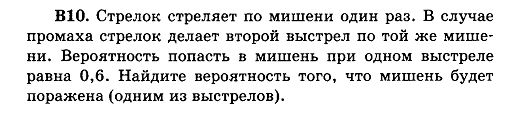 В10. Стрелок стреляет по мишени один раз. В случае
промаха стрелок делает второй выстрел по той же мише-
ни. Вероятность попасть в мишень при одном выстреле
равна 0,6. Найдите вероятность того, что мишень будет
поражена (одним из выстрелов).